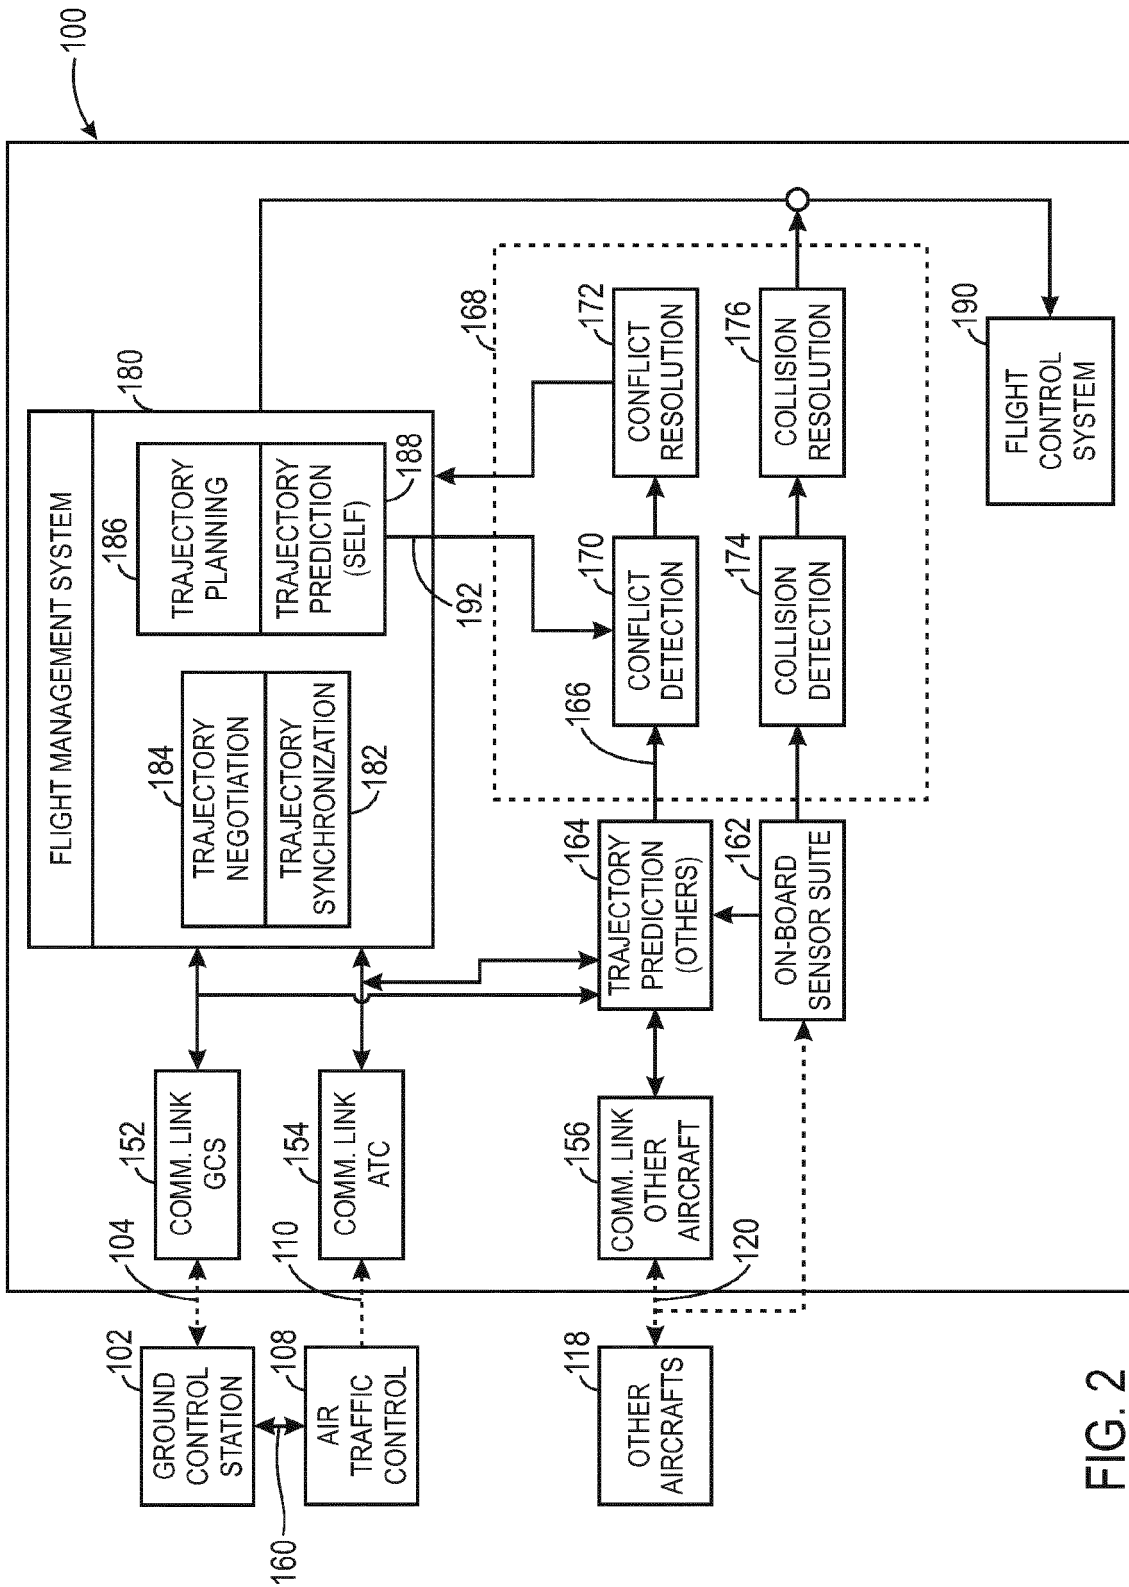 100
FLIGHT MANAGEMENT SYSTEM
180
184
TRAJECTORY
NEGOTIATION
TRAJECTORY
SYNCHRONIZATION
182
186
TRAJECTORY
PLANNING
TRAJECTORY
PREDICTION
(SELF)
188
192
102
GROUND
CONTROL
STATION
104
152
COMM. LINK
GCS
160
108
AIR
TRAFFIC
CONTROL
110
154
COMM. LINK
ATC
118
OTHER
AIRCRAFTS
120
156
COMM. LINK
OTHER
AIRCRAFT
164
TRAJECTORY
PREDICTION
(OTHERS)
162
ON-BOARD
SENSOR SUITE
166
168
170
CONFLICT
DETECTION
172
CONFLICT
RESOLUTION
174
COLLISION
DETECTION
176
COLLISION
RESOLUTION
190
FLIGHT
CONTROL
SYSTEM
FIG. 2